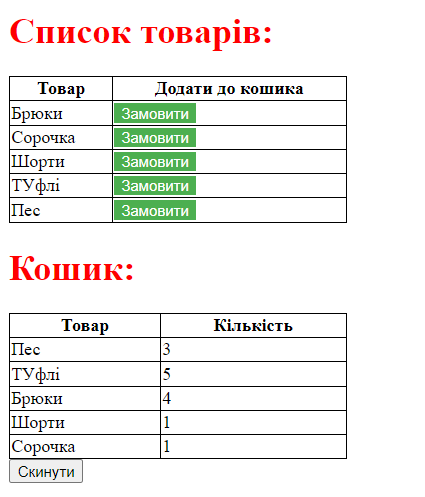 Список товарів:
Товар Додати до кошика
Брюки Замовити
Сорочка Замовити
Шорти Замовити
ТУфлі Замовити
Пес Замовити
Кошик:
Товар Кількість
Пес 3
ТУфлі 5
Брюки 4
Шорти 1
Сорочка 1
Скинути